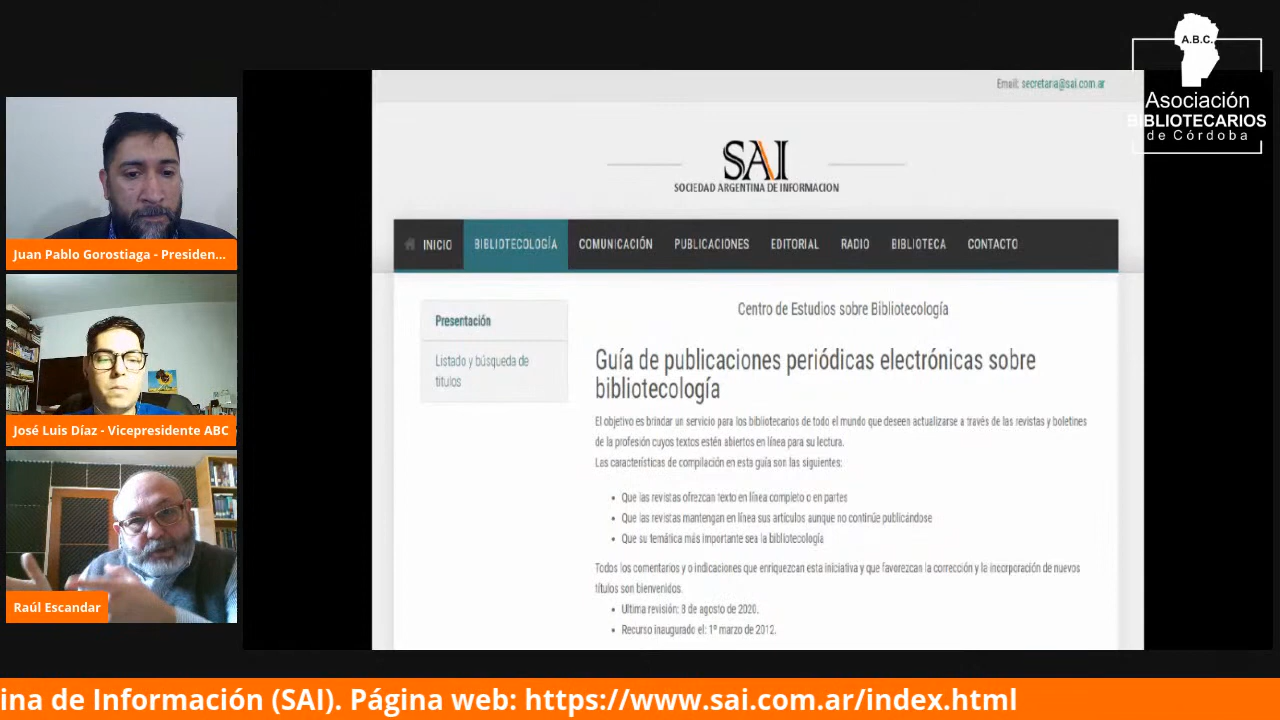 A.B.C.
Asociación
BIBLIOTECARIOS
de Córdoba
Juan Pablo Gorostiaga - Presiden...
José Luis Díaz - Vicepresidente ABC
Raúl Escandar
Email: secretaria@sai.com.ar
SAI
SOCIEDAD ARGENTINA DE INFORMACION
INICIO BIBLIOTECOLOGÍA COMUNICACIÓN PUBLICACIONES EDITORIAL RADIO BIBLIOTECA CONTACTO
Presentación
Listado y búsqueda de
titulos
Centro de Estudios sobre Bibliotecología
Guía de publicaciones periódicas electrónicas sobre
bibliotecología
El objetivo es brindar un servicio para los bibliotecarios de todo el mundo que deseen actualizarse a través de las revistas y boletines
de la profesión cuyos textos estén abiertos en línea para su lectura.
Las características de compilación en esta guía son las siguientes:
• Que las revistas ofrezcan texto en línea completo o en partes
• Que las revistas mantengan en línea sus artículos aunque no continúe publicándose
• Que su temática más importante sea la bibliotecología
Todos los comentarios y o indicaciones que enriquezcan esta iniciativa y que favorezcan la corrección y la incorporación de nuevos
títulos son bienvenidos.
• Ultima revisión: 8 de agosto de 2020.
• Recurso inaugurado el: 1º marzo de 2012.
ina de Información (SAI). Página web: https://www.sai.com.ar/index.html